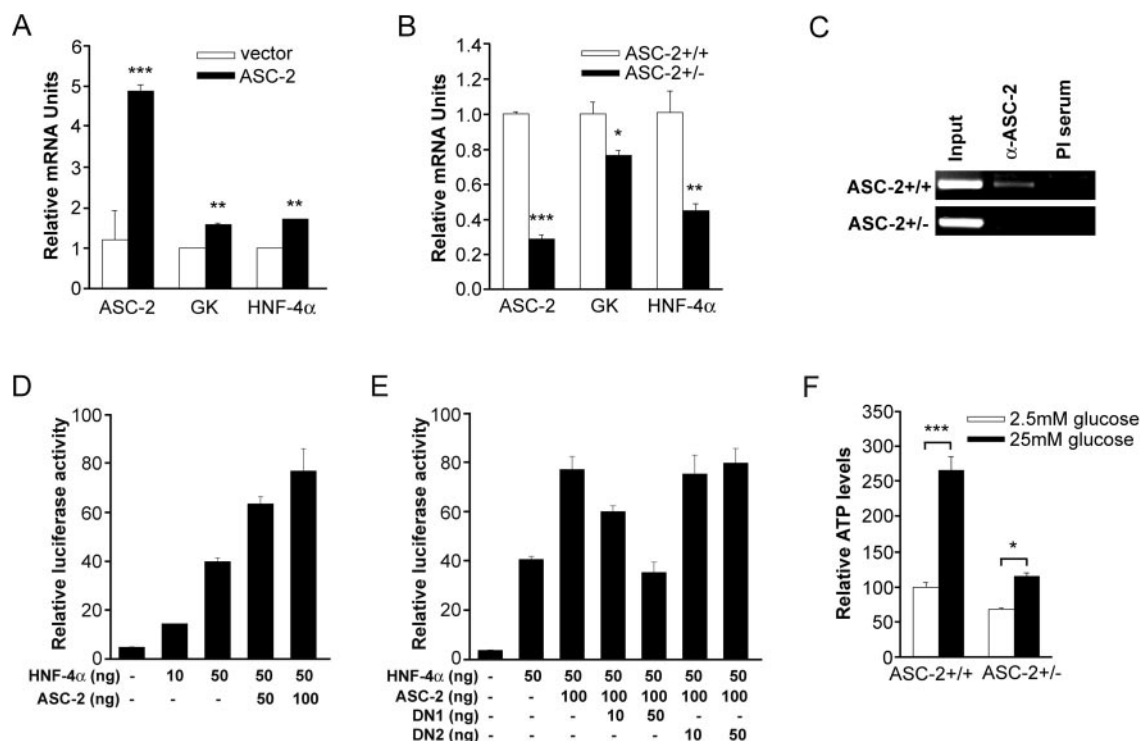 A
Relative mRNA Units
6
5
4
3
2
1
0
vector
ASC-2
***
**
**
ASC-2
GK
HNF-4α
B
Relative mRNA Units
1.4
1.2
1.0
0.8
0.6
0.4
0.2
0.0
ASC-2+/+
ASC-2+/-
***
*
**
ASC-2
GK
HNF-4α
C
Input
α-ASC-2
PI serum
ASC-2+/+
ASC-2+/-
D
Relative luciferase activity
100
80
60
40
20
0
HNF-4α (ng) - 10 50 50 50
ASC-2 (ng) - - - 50 100
E
Relative luciferase activity
100
80
60
40
20
0
HNF-4α (ng) - 50 50 50 50 50 50
ASC-2 (ng) - - 100 100 100 100 100
DN1 (ng) - - - 10 50 - -
DN2 (ng) - - - - - 10 50
F
Relative ATP levels
350
300
250
200
150
100
50
0
2.5mM glucose
25mM glucose
***
*
ASC-2+/+
ASC-2+/-